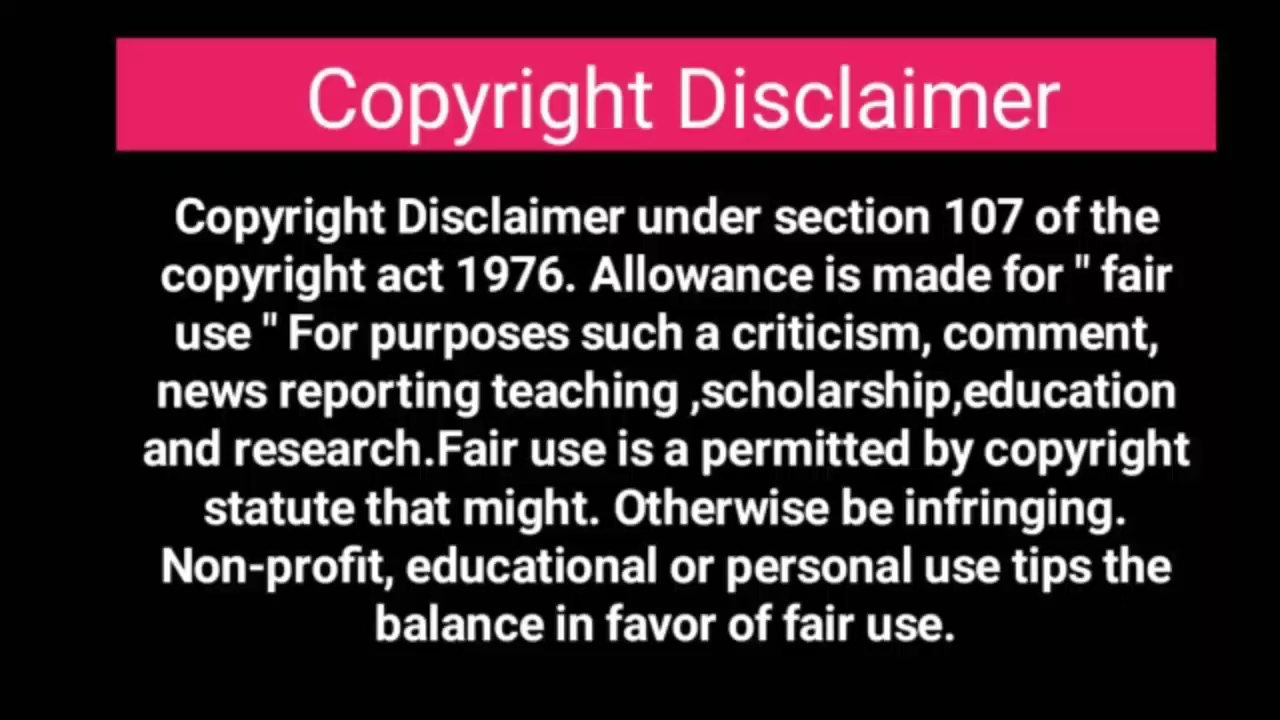 Copyright Disclaimer
Copyright Disclaimer under section 107 of the
copyright act 1976. Allowance is made for " fair
use " For purposes such a criticism, comment,
news reporting teaching ,scholarship,education
and research.Fair use is a permitted by copyright
statute that might. Otherwise be infringing.
Non-profit, educational or personal use tips the
balance in favor of fair use.